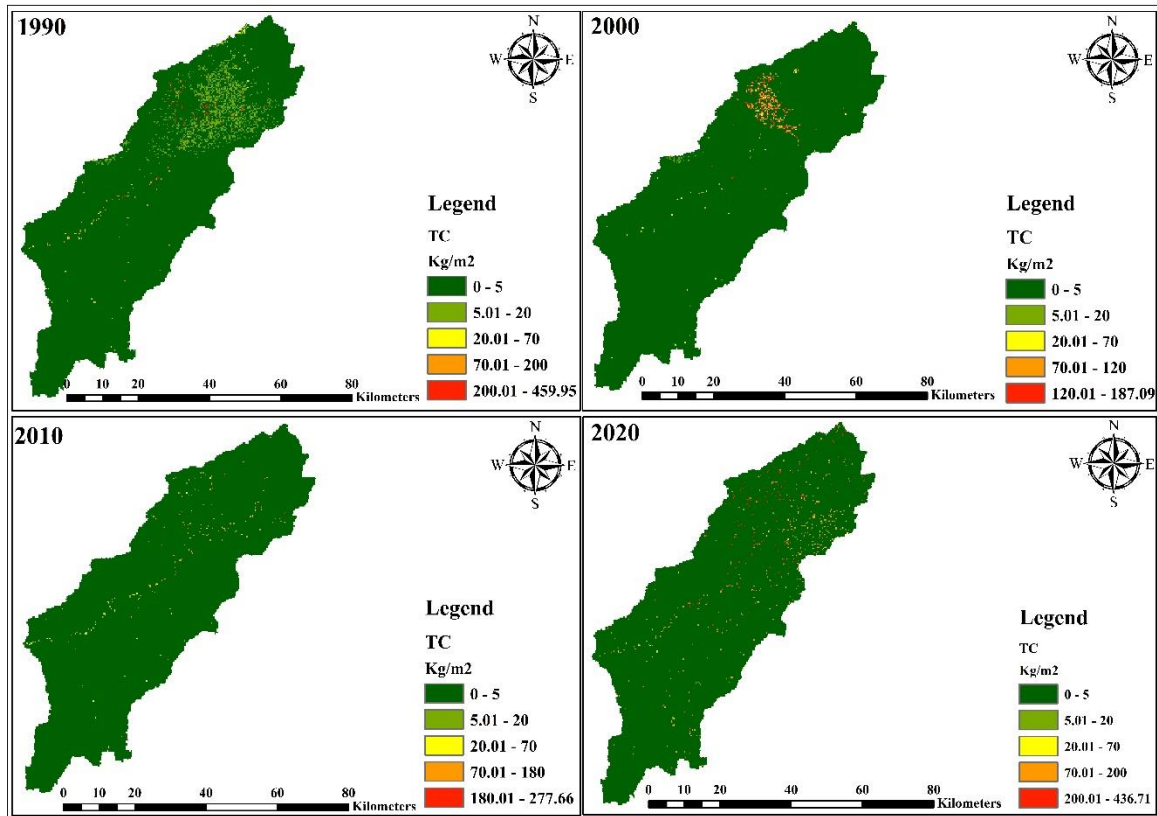 1990
N
W E
S
Legend
TC
Kg/m2
0 - 5
5.01 - 20
20.01 - 70
70.01 - 200
200.01 - 459.95
0 20 40 60 80
Kilometers
2000
N
W E
S
Legend
TC
Kg/m2
0 - 5
5.01 - 20
20.01 - 70
70.01 - 120
120.01 - 187.09
0 20 40 60 80
Kilometers
2010
N
W E
S
Legend
TC
Kg/m2
0 - 5
5.01 - 20
20.01 - 70
70.01 - 180
180.01 - 277.66
0 20 40 60 80
Kilometers
2020
N
W E
S
Legend
TC
Kg/m2
0 - 5
5.01 - 20
20.01 - 70
70.01 - 200
200.01 - 436.71
0 20 40 60 80
Kilometers